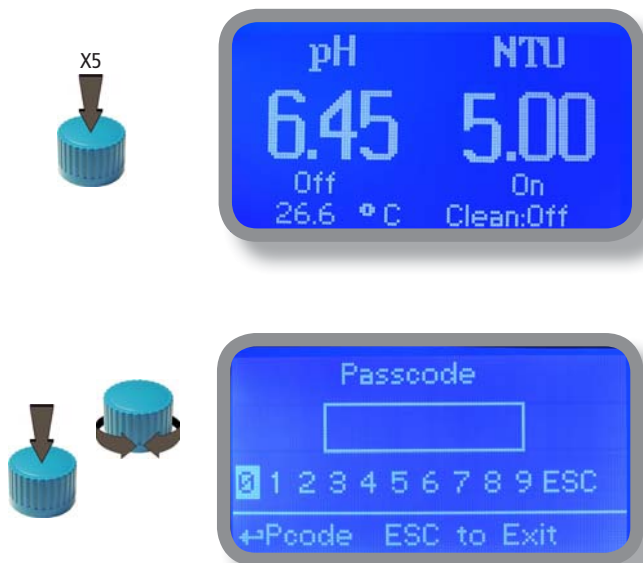 X5
pH NTU
6.45 5.00
Off On
26.6 °C Clean:Off
Passcode
0 1 2 3 4 5 6 7 8 9 ESC
↩Pcode ESC to Exit